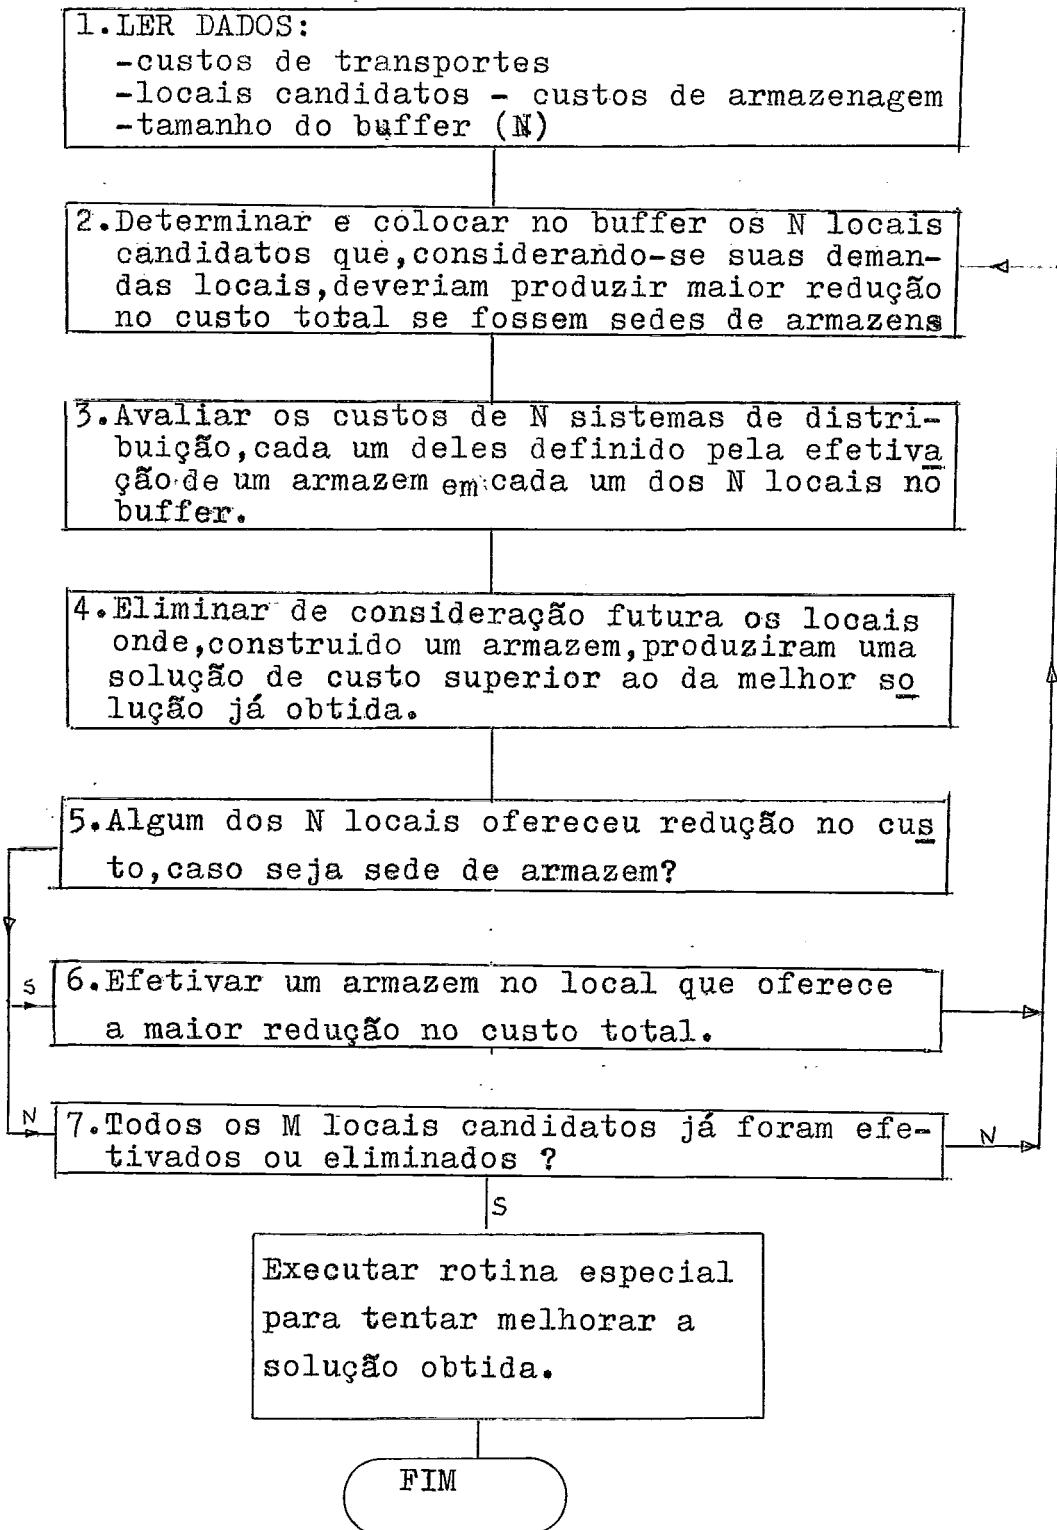 1.LER DADOS:
-custos de transportes
-locais candidatos - custos de armazenagem
-tamanho do buffer (N)
2.Determinar e colocar no buffer os N locais
candidatos que,considerando-se suas deman-
das locais,deveriam produzir maior redução
no custo total se fossem sedes de armazens
3.Avaliar os custos de N sistemas de distri-
buição,cada um deles definido pela efetiva
ção de um armazem em cada um dos N locais no
buffer.
4.Eliminar de consideração futura os locais
onde,construido um armazem,produziram uma
solução de custo superior ao da melhor so
lução já obtida.
5.Algum dos N locais ofereceu redução no cus
to,caso seja sede de armazem?
S
6.Efetivar um armazem no local que oferece
a maior redução no custo total.
N
7.Todos os M locais candidatos já foram efe-
tivados ou eliminados ?
N
S
Executar rotina especial
para tentar melhorar a
solução obtida.
FIM